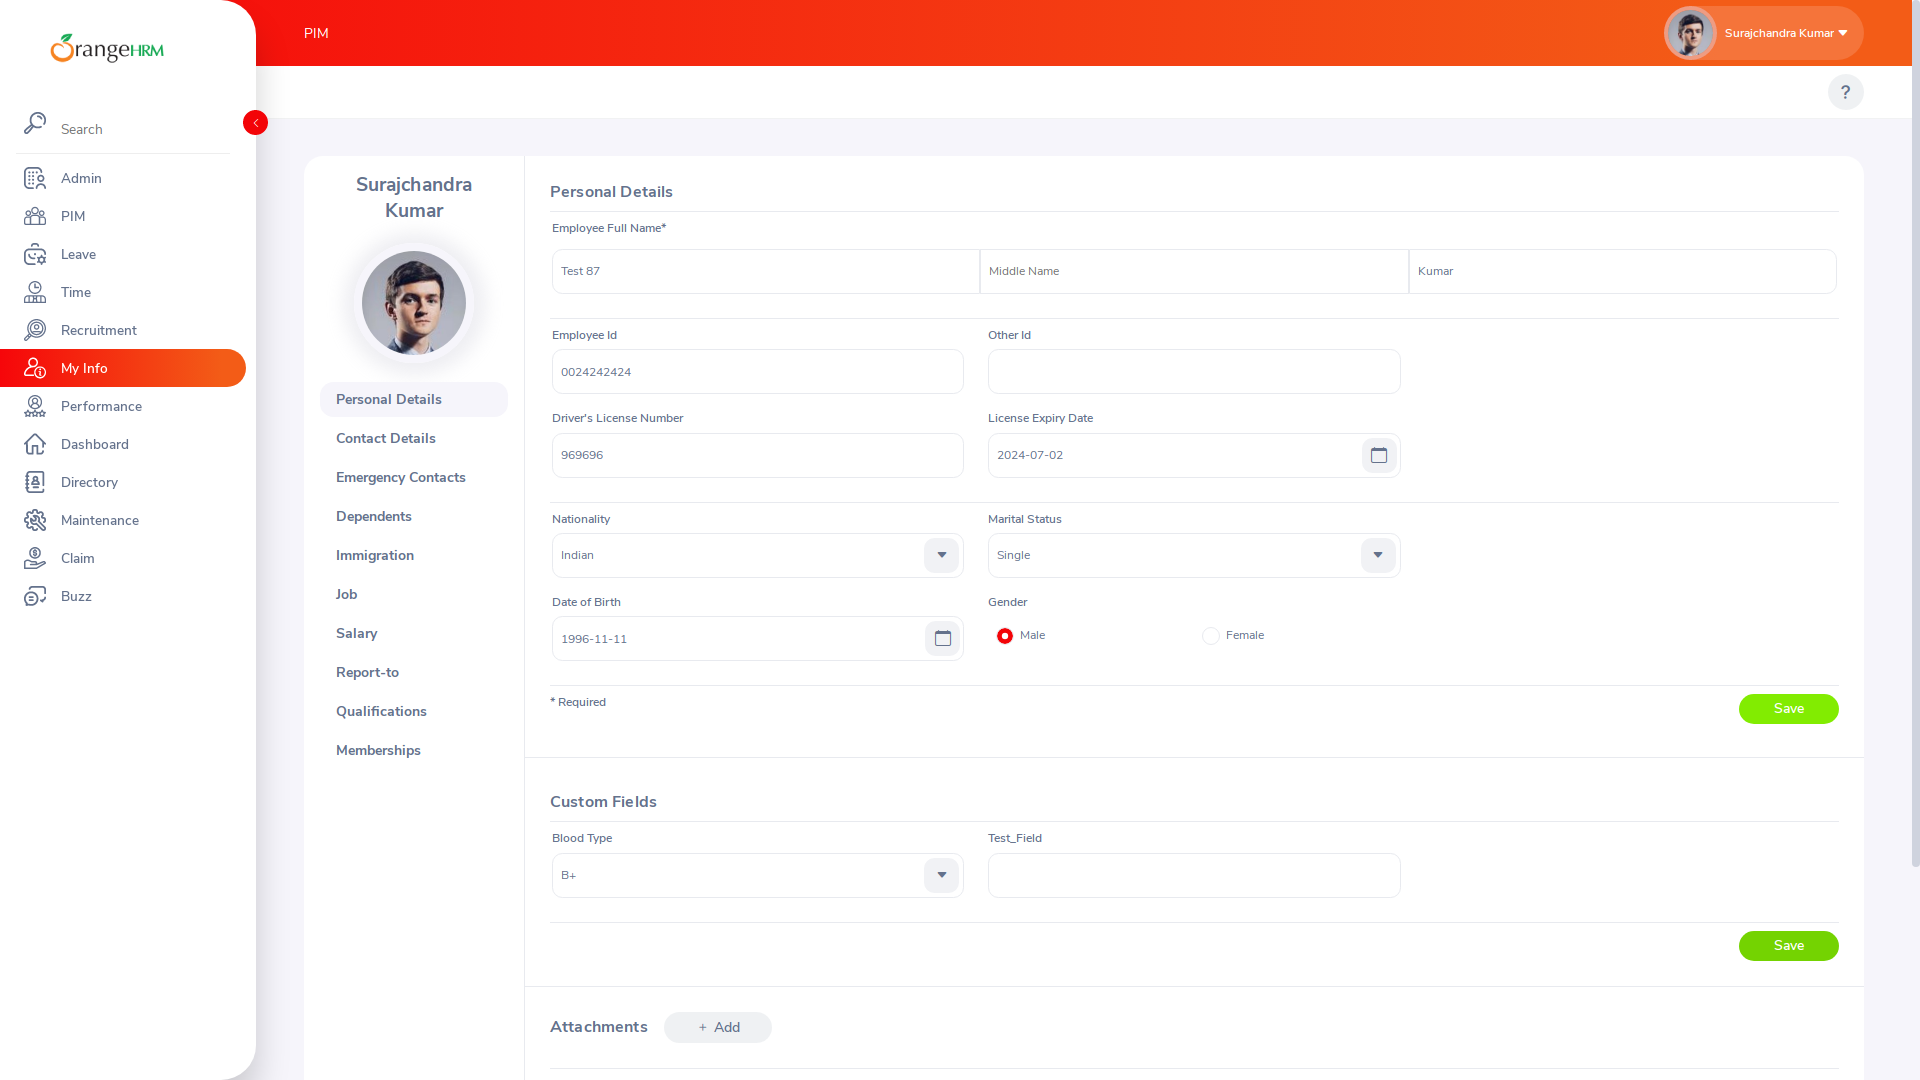 OrangeHRM
PIM
Surajchandra Kumar
?
Search
Admin
PIM
Leave
Time
Recruitment
My Info
Performance
Dashboard
Directory
Maintenance
Claim
Buzz
Surajchandra
Kumar
Personal Details
Contact Details
Emergency Contacts
Dependents
Immigration
Job
Salary
Report-to
Qualifications
Memberships
Personal Details
Employee Full Name*
Test 87 Middle Name Kumar
Employee Id Other Id
0024242424
Driver's License Number License Expiry Date
969696 2024-07-02
Nationality Marital Status
Indian Single
Date of Birth Gender
1996-11-11 Male Female
* Required Save
Custom Fields
Blood Type Test_Field
B+
Save
Attachments + Add